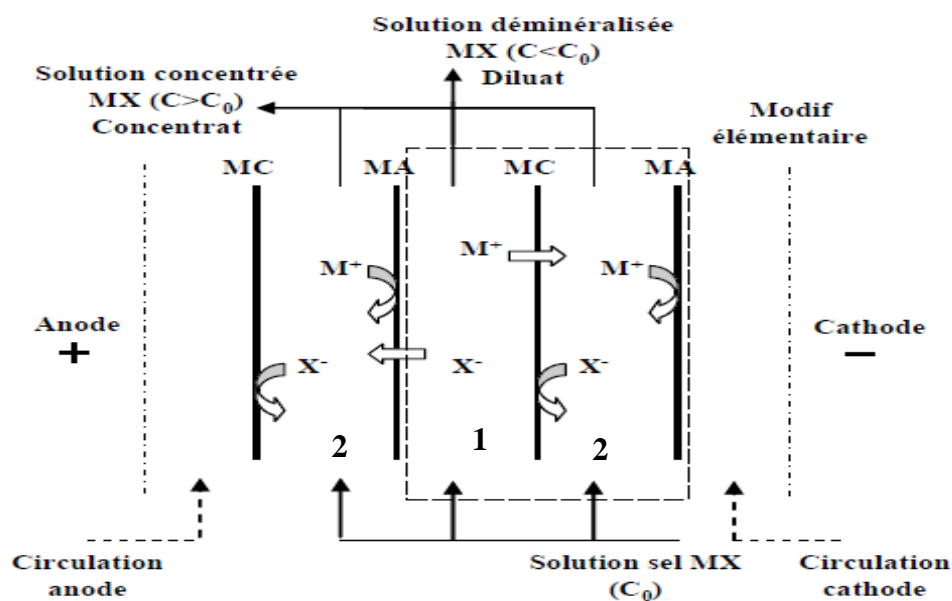 Solution déminéralisée
MX (C<C0)
Diluat
Solution concentrée
MX (C>C0)
Concentrat
Modif
élémentaire
MC
MA
MC
MA
M+
M+
M+
Anode
+
Cathode
−
X-
X-
X-
2
1
2
Circulation
anode
Solution sel MX
(C0)
Circulation
cathode